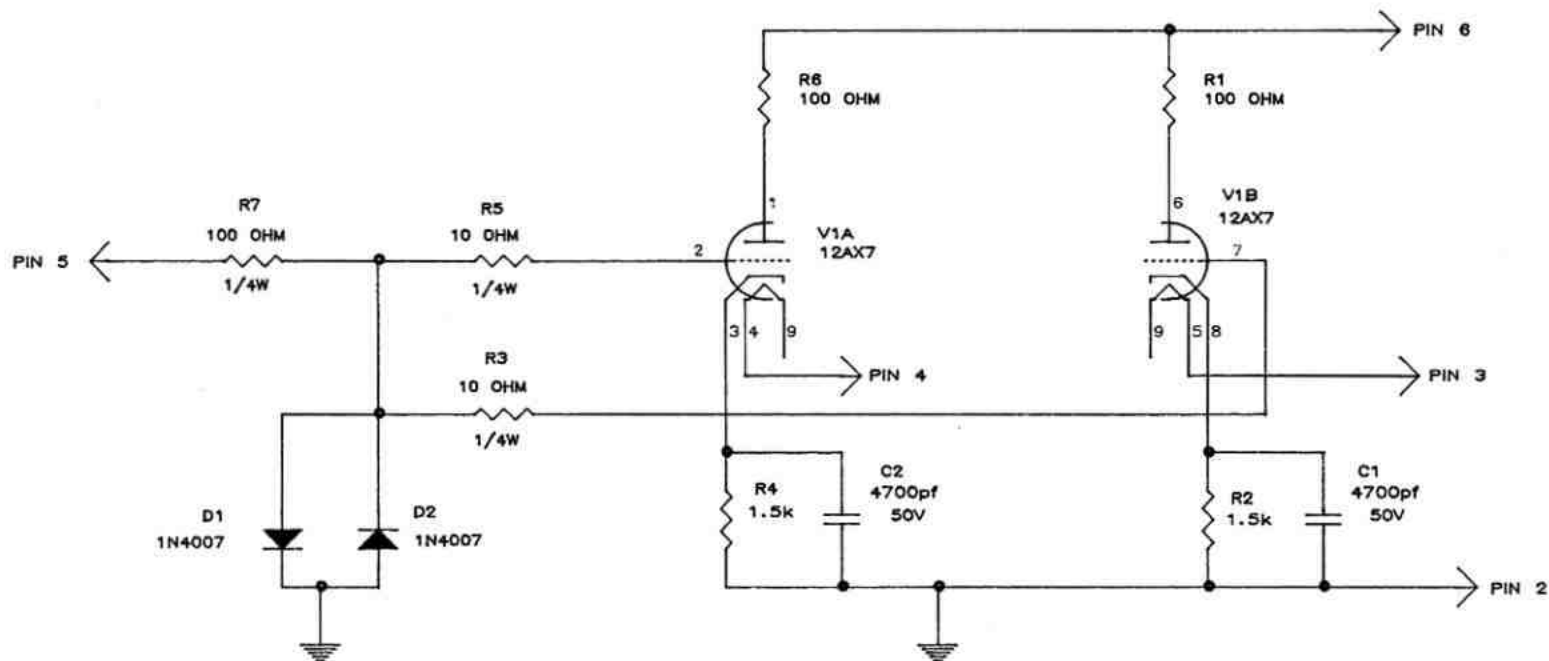 PIN 6
R6
100 OHM
R1
100 OHM
1
V1A
12AX7
6
V1B
12AX7
R7
100 OHM
1/4W
R5
10 OHM
1/4W
PIN 5
2
7
3
4
9
9
5
8
PIN 4
PIN 3
R3
10 OHM
1/4W
D1
1N4007
D2
1N4007
R4
1.5k
C2
4700pf
50V
R2
1.5k
C1
4700pf
50V
PIN 2